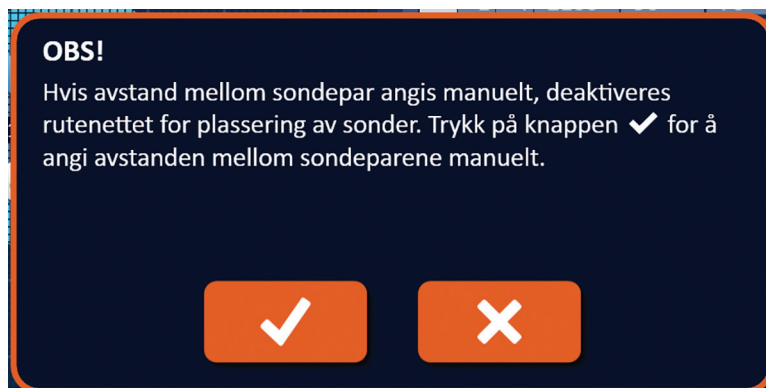 OBS!
Hvis avstand mellom sondepar angis manuelt, deaktiveres
rutenettet for plassering av sonder. Trykk på knappen ✔ for å
angi avstanden mellom sondeparene manuelt.